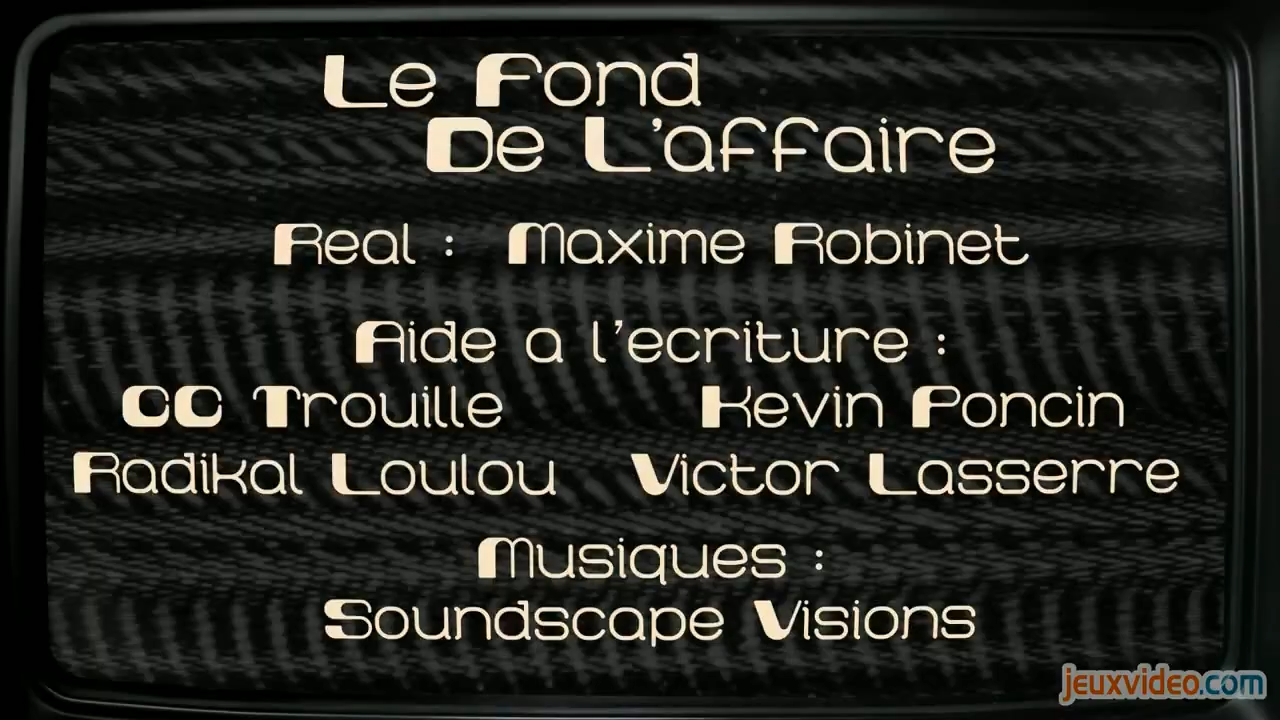 Le Fond
De L'affaire
Real : Maxime Robinet
Aide a l'ecriture :
CC Trouille Kevin Poncin
Radikal Loulou Victor Lasserre
Musiques :
Soundscape Visions
jeuxvideo.com